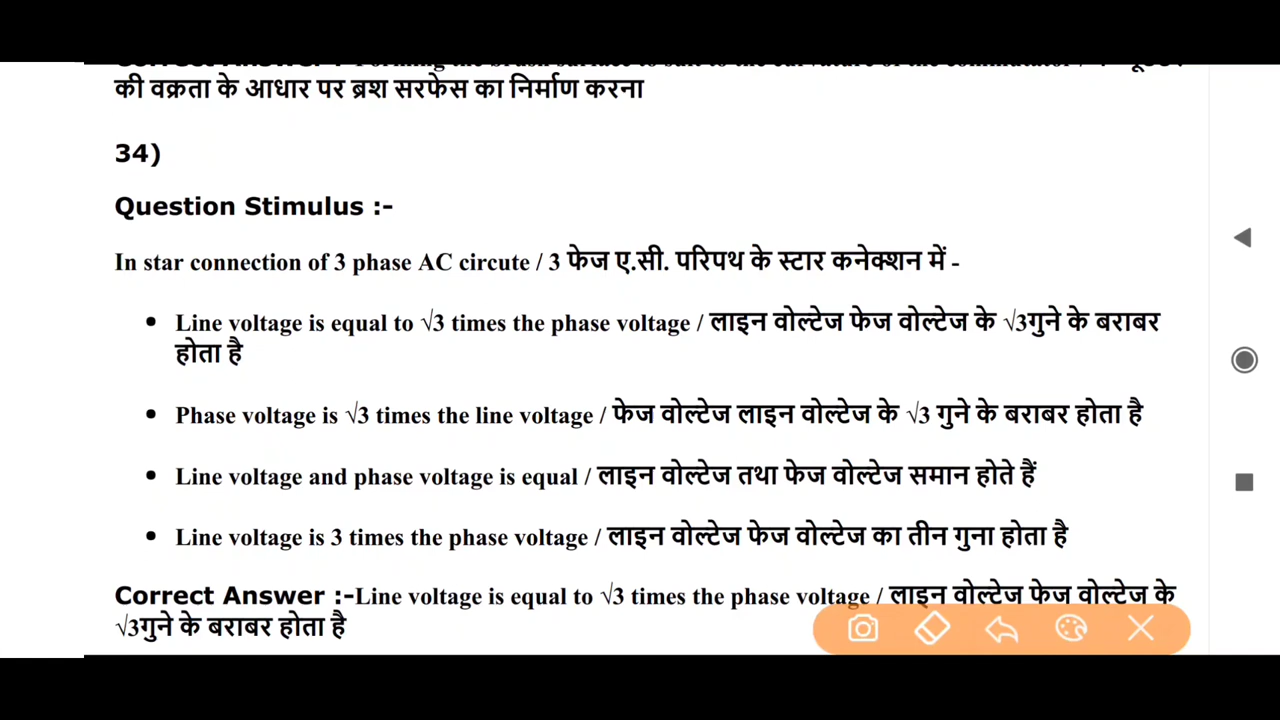 की वक्रता के आधार पर ब्रश सरफेस का निर्माण करना
34)
Question Stimulus :-
In star connection of 3 phase AC circute / 3 फेज ए.सी. परिपथ के स्टार कनेक्शन में -
• Line voltage is equal to √3 times the phase voltage / लाइन वोल्टेज फेज वोल्टेज के √3गुने के बराबर
होता है
• Phase voltage is √3 times the line voltage / फेज वोल्टेज लाइन वोल्टेज के √3 गुने के बराबर होता है
• Line voltage and phase voltage is equal / लाइन वोल्टेज तथा फेज वोल्टेज समान होते हैं
• Line voltage is 3 times the phase voltage / लाइन वोल्टेज फेज वोल्टेज का तीन गुना होता है
Correct Answer :-Line voltage is equal to √3 times the phase voltage / लाइन वोल्टेज फेज वोल्टेज के
√3गुने के बराबर होता है